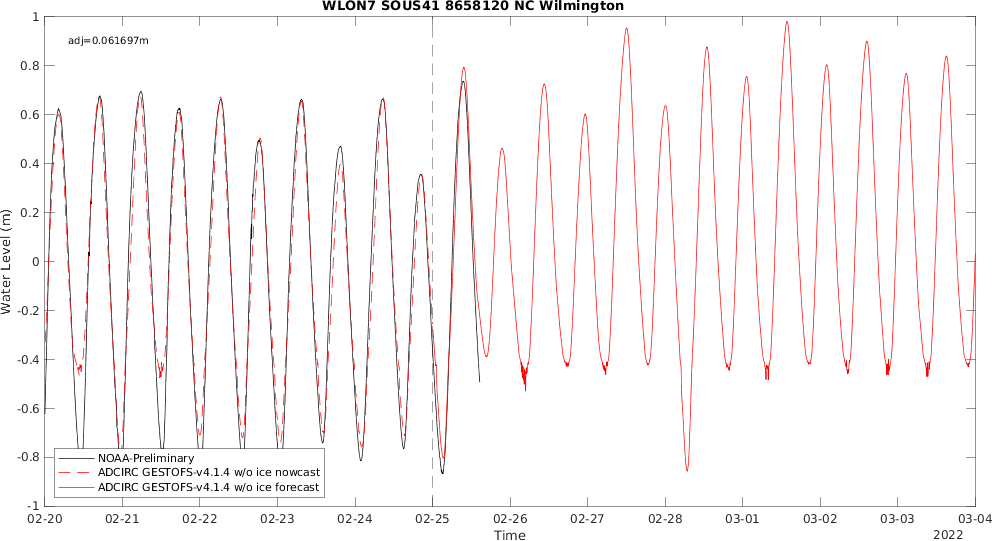 WLON7 SOUS41 8658120 NC Wilmington
adj=0.061697m
Water Level (m)
1
0.8
0.6
0.4
0.2
0
-0.2
-0.4
-0.6
-0.8
-1
NOAA-Preliminary
ADCIRC GESTOFS-v4.1.4 w/o ice nowcast
ADCIRC GESTOFS-v4.1.4 w/o ice forecast
02-20 02-21 02-22 02-23 02-24 02-25 02-26 02-27 02-28 03-01 03-02 03-03 03-04
Time
2022